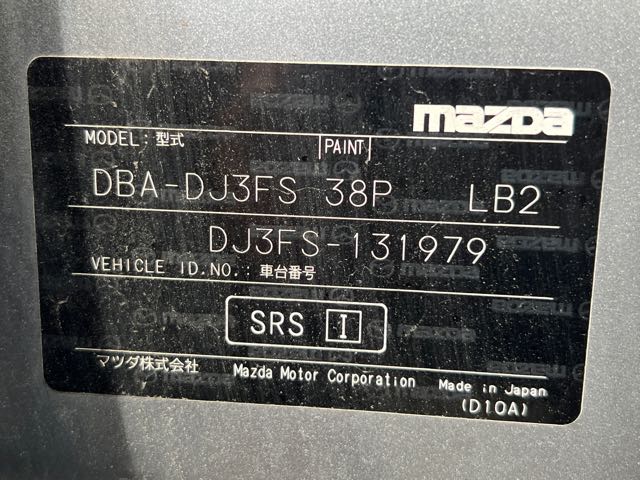 mazda
MODEL: 型式 PAINT
DBA-DJ3FS 38P LB2
DJ3FS-131979
VEHICLE ID.NO.: 車台番号
SRS I
マツダ株式会社 Mazda Motor Corporation Made in Japan
(D10A)